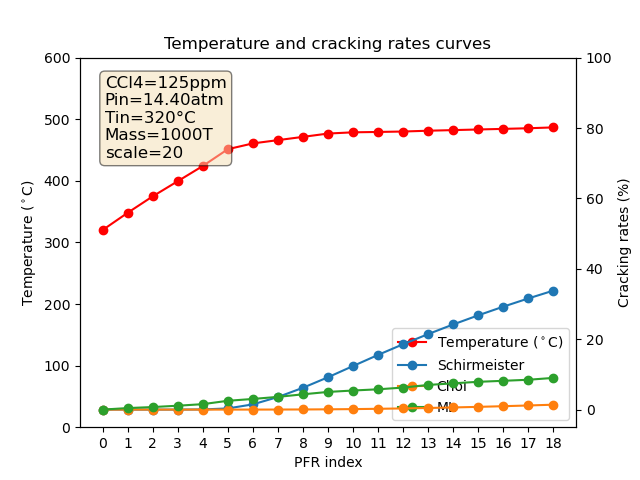 Temperature and cracking rates curves
CCl4=125ppm
Pin=14.40atm
Tin=320°C
Mass=1000T
scale=20
Temperature (°C)
600
500
400
300
200
100
0
Cracking rates (%)
100
80
60
40
20
0
Temperature (°C)
Schirmeister
Choi
ML
0 1 2 3 4 5 6 7 8 9 10 11 12 13 14 15 16 17 18
PFR index